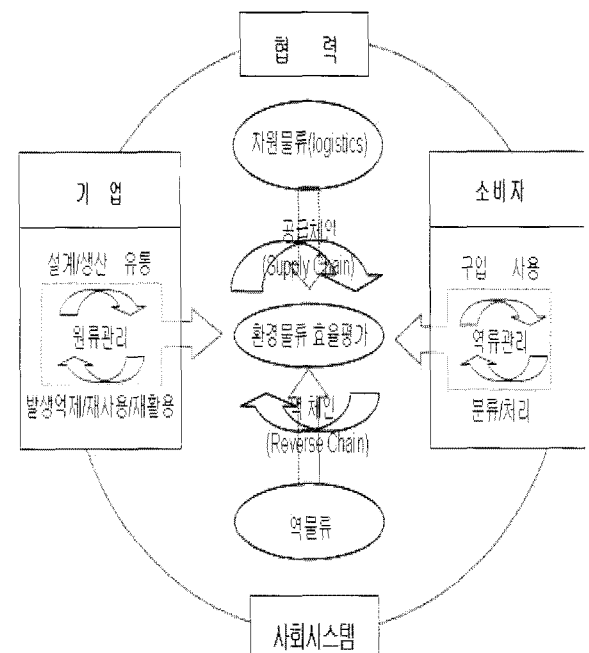 협 력
자원물류(logistics)
기 업
소비자
공급체인
(Supply Chain)
설계/생산 유통
구입 사용
원류관리
환경물류 효율평가
역류관리
발생억제/재사용/재활용
분류/처리
체인
(Reverse Chain)
역물류
사회시스템